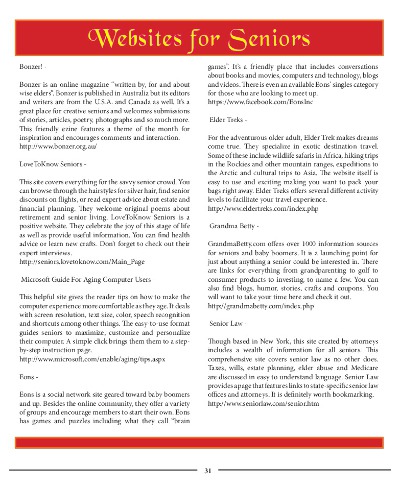 Websites for Seniors
Bonzer! -
Bonzer is an online magazine "written by, for and about
wise elders". Bonzer is published in Australia but its editors
and writers are from the U.S.A. and Canada as well. It's a
great place for creative seniors and welcomes submissions
of stories, articles, poetry, photographs and so much more.
This friendly ezine features a theme of the month for
inspiration and encourages comments and interaction.
http://www.bonzer.org.au/
LoveToKnow Seniors -
This site covers everything for the savvy senior crowd. You
can browse through the hairstyles for silver hair, find senior
discounts on flights, or read expert advice about estate and
financial planning. They welcome original poems about
retirement and senior living. LoveToKnow Seniors is a
positive website. They celebrate the joy of this stage of life
as well as provide useful information. You can find health
advice or learn new crafts. Don't forget to check out their
expert interviews.
http://seniors.lovetoknow.com/Main_Page
Microsoft Guide For Aging Computer Users
This helpful site gives the reader tips on how to make the
computer experience more comfortable as they age. It deals
with screen resolution, text size, color, speech recognition
and shortcuts among other things. The easy-to-use format
guides seniors to maximize, customize and personalize
their computer. A simple click brings them them to a step-
by-step instruction page.
http://www.microsoft.com/enable/aging/tips.aspx
Eons -
Eons is a social network site geared toward baby boomers
and up. Besides the online community, they offer a variety
of groups and encourage members to start their own. Eons
has games and puzzles including what they call "brain
games". It's a friendly place that includes conversations
about books and movies, computers and technology, blogs
and videos. There is even an available Eons' singles category
for those who are looking to meet up.
https://www.facebook.com/EonsInc
Elder Treks -
For the adventurous older adult, Elder Trek makes dreams
come true. They specialize in exotic destination travel.
Some of these include wildlife safaris in Africa, hiking trips
in the Rockies and other mountain ranges, expeditions to
the Arctic and cultural trips to Asia. The website itself is
easy to use and exciting making you want to pack your
bags right away. Elder Treks offers several different activity
levels to facilitate your travel experience.
http://www.eldertreks.com/index.php
Grandma Betty -
GrandmaBetty.com offers over 1000 information sources
for seniors and baby boomers. It is a launching point for
just about anything a senior could be interested in. There
are links for everything from grandparenting to golf to
consumer products to investing, to name a few. You can
also find blogs, humor, stories, crafts and coupons. You
will want to take your time here and check it out.
http://grandmabetty.com/index.php
Senior Law
Though based in New York, this site created by attorneys
includes a wealth of information for all seniors. This
comprehensive site covers senior law as no other does.
Taxes, wills, estate planning, elder abuse and Medicare
are discussed in easy to understand language. Senior Law
provides a page that features links to state-specific senior law
offices and attorneys. It is definitely worth bookmarking.
http://www.seniorlaw.com/senior.htm
31